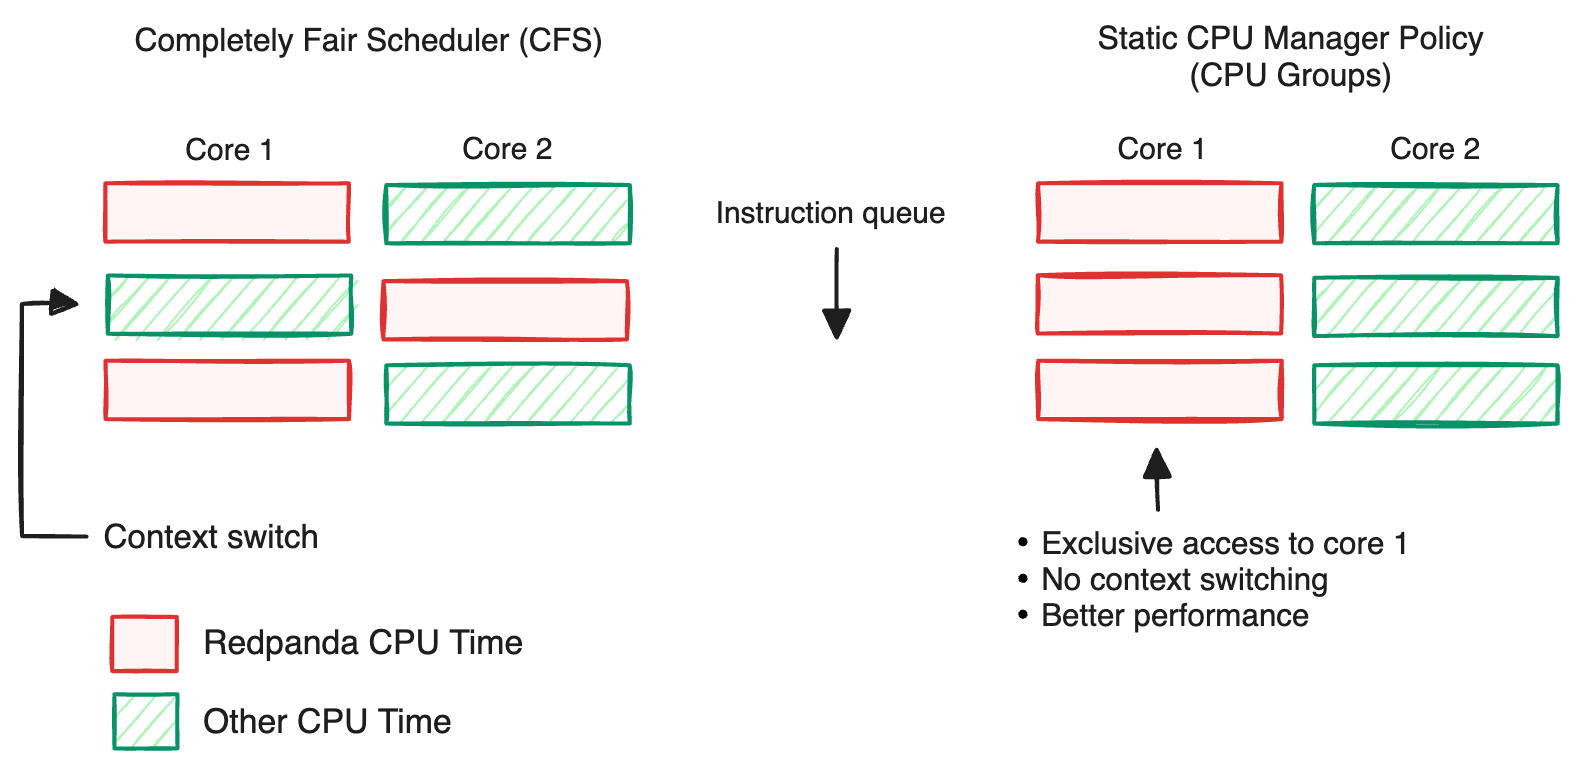 Completely Fair Scheduler (CFS)
Core 1
Core 2
Context switch
Redpanda CPU Time
Other CPU Time
Instruction queue
Static CPU Manager Policy
(CPU Groups)
Core 1
Core 2
• Exclusive access to core 1
• No context switching
• Better performance